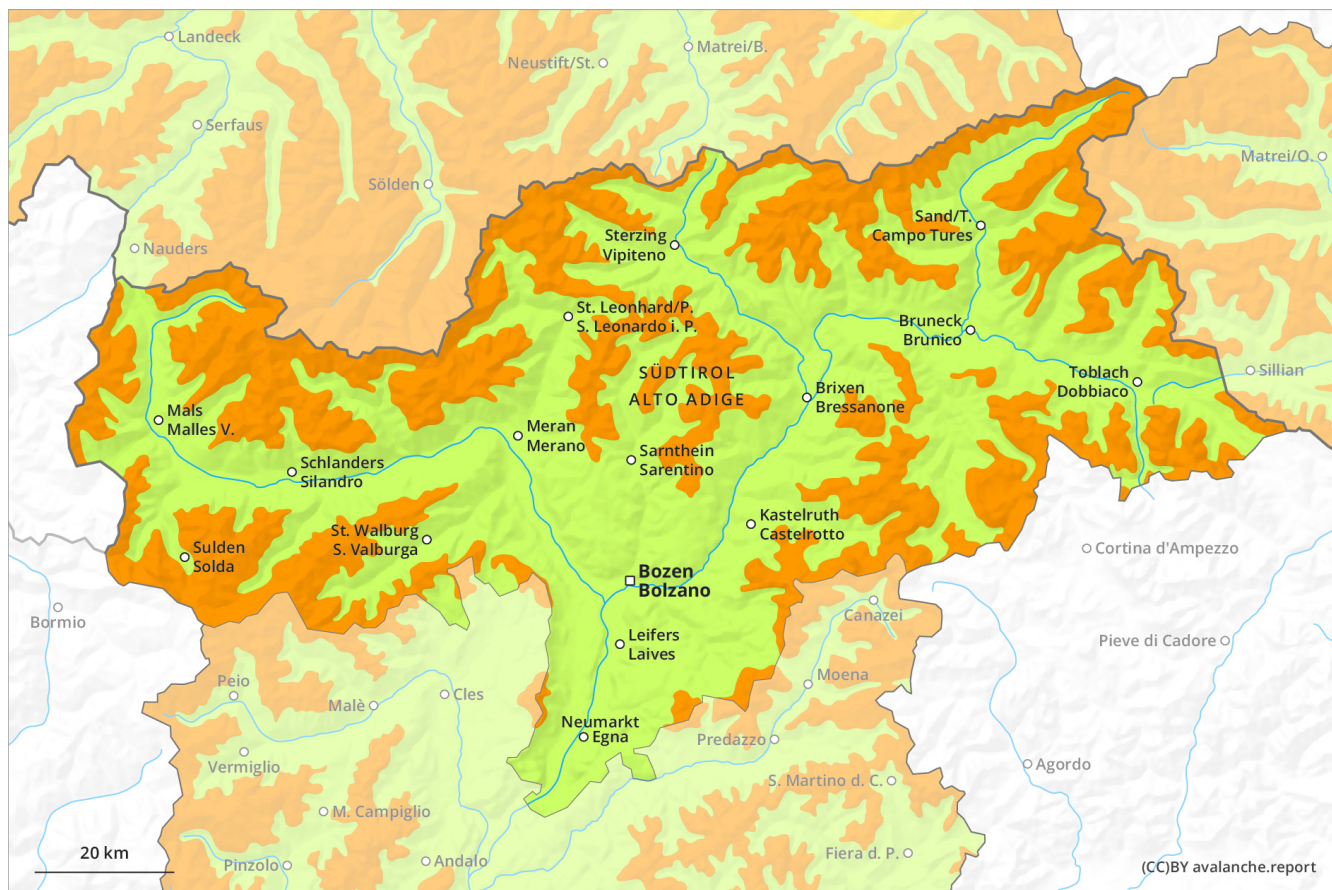 Landeck
Matrei/B.
Neustift/St.
Serfaus
Matrei/O.
Sölden
Sand/T.
Campo Tures
Sterzing
Vipiteno
Nauders
St. Leonhard/P.
S. Leonardo i. P.
Bruneck
Brunico
SÜDTIROL
ALTO ADIGE
Toblach
Dobbiaco
Sillian
Brixen
Bressanone
Mals
Malles V.
Meran
Merano
Sarnthein
Sarentino
Schlanders
Silandro
Kastelruth
Castelrotto
St. Walburg
S. Valburga
Sulden
Solda
Cortina d'Ampezzo
Bozen
Bolzano
Bormio
Canazei
Leifers
Laives
Pieve di Cadore
Peio
Moena
Malè
Cles
Neumarkt
Egna
Predazzo
Vermiglio
Agordo
S. Martino d. C.
M. Campiglio
20 km
Pinzolo
Andalo
Fiera d. P.
(CC)BY avalanche.report